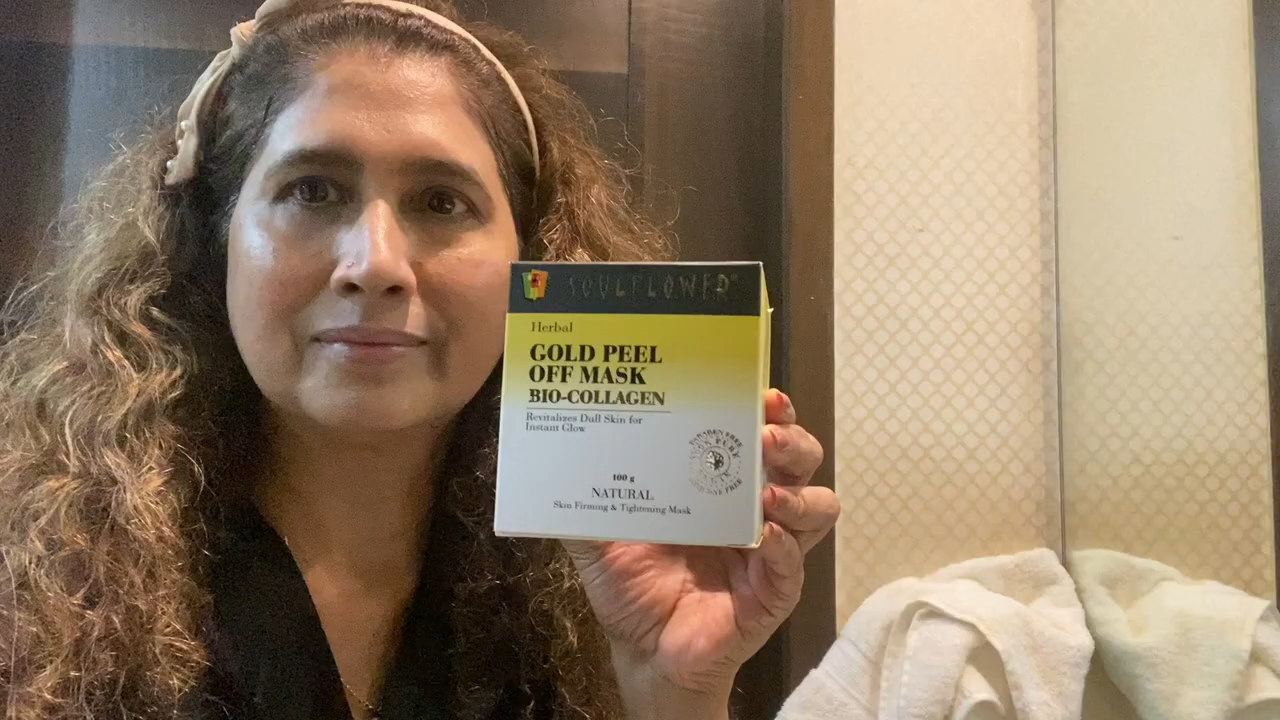 SOULFLOWER®
Herbal
GOLD PEEL
OFF MASK
BIO-COLLAGEN
Revitalizes Dull Skin for
Instant Glow
100 g
NATURAL
Skin Firming & Tightening Mask